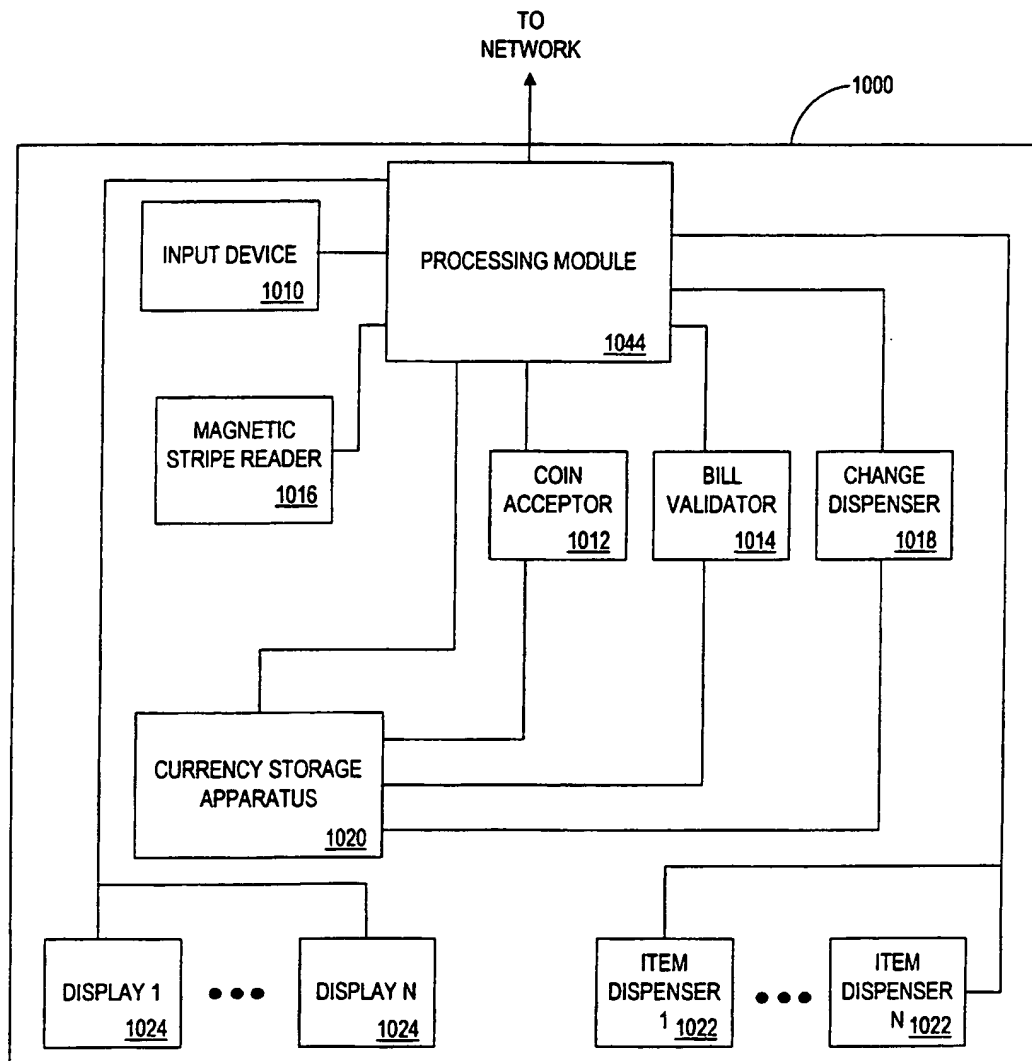 TO
NETWORK
1000
INPUT DEVICE
1010
PROCESSING MODULE
1044
MAGNETIC
STRIPE READER
1016
COIN
ACCEPTOR
1012
BILL
VALIDATOR
1014
CHANGE
DISPENSER
1018
CURRENCY STORAGE
APPARATUS
1020
DISPLAY 1
1024
DISPLAY N
1024
ITEM
DISPENSER
1 1022
ITEM
DISPENSER
N 1022